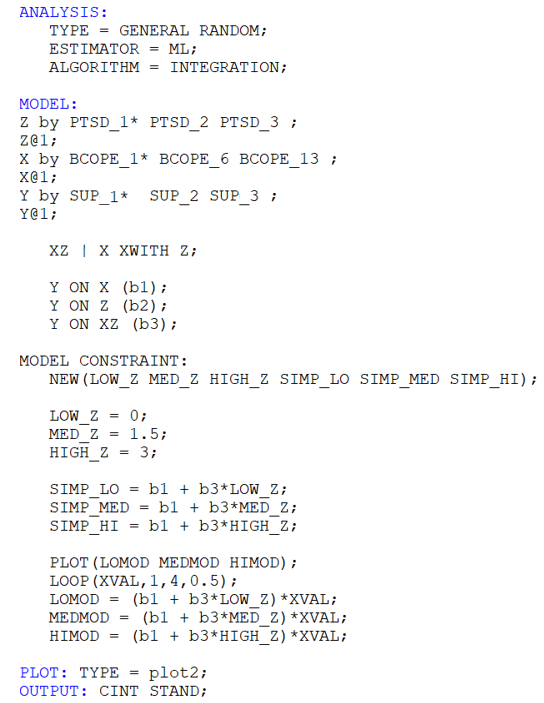 ANALYSIS:
TYPE = GENERAL RANDOM;
ESTIMATOR = ML;
ALGORITHM = INTEGRATION;
MODEL:
Z by PTSD_1* PTSD_2 PTSD_3 ;
Z@1;
X by BCOPE_1* BCOPE_6 BCOPE_13 ;
X@1;
Y by SUP_1*  SUP_2 SUP_3 ;
Y@1;
XZ | X XWITH Z;
Y ON X (b1);
Y ON Z (b2);
Y ON XZ (b3);
MODEL CONSTRAINT:
NEW(LOW_Z MED_Z HIGH_Z SIMP_LO SIMP_MED SIMP_HI);
LOW_Z = 0;
MED_Z = 1.5;
HIGH_Z = 3;
SIMP_LO = b1 + b3*LOW_Z;
SIMP_MED = b1 + b3*MED_Z;
SIMP_HI = b1 + b3*HIGH_Z;
PLOT(LOMOD MEDMOD HIMOD);
LOOP(XVAL,1,4,0.5);
LOMOD = (b1 + b3*LOW_Z)*XVAL;
MEDMOD = (b1 + b3*MED_Z)*XVAL;
HIMOD = (b1 + b3*HIGH_Z)*XVAL;
PLOT: TYPE = plot2;
OUTPUT: CINT STAND;